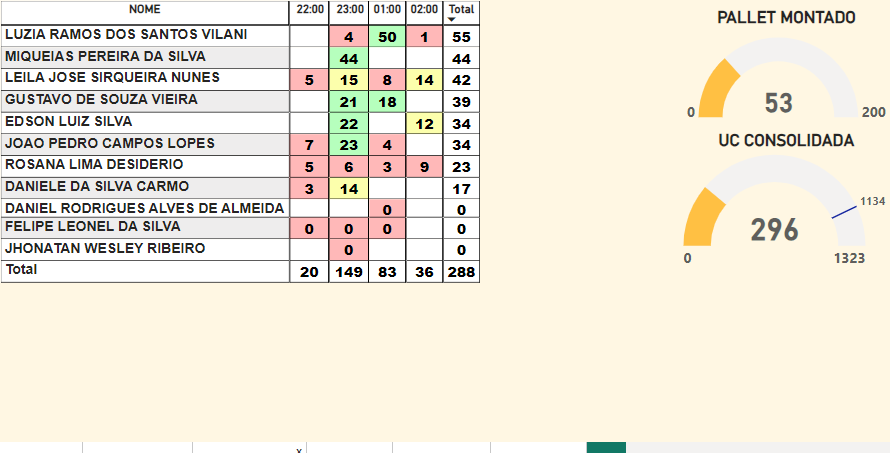 NOME 22:00 23:00 01:00 02:00 Total
LUZIA RAMOS DOS SANTOS VILANI 4 50 1 55
MIQUEIAS PEREIRA DA SILVA 44 44
LEILA JOSE SIRQUEIRA NUNES 5 15 8 14 42
GUSTAVO DE SOUZA VIEIRA 21 18 39
EDSON LUIZ SILVA 22 12 34
JOAO PEDRO CAMPOS LOPES 7 23 4 34
ROSANA LIMA DESIDERIO 5 6 3 9 23
DANIELE DA SILVA CARMO 3 14 17
DANIEL RODRIGUES ALVES DE ALMEIDA 0 0
FELIPE LEONEL DA SILVA 0 0 0 0
JHONATAN WESLEY RIBEIRO 0 0
Total 20 149 83 36 288
PALLET MONTADO
53
0 200
UC CONSOLIDADA
1134
296
0 1323
x